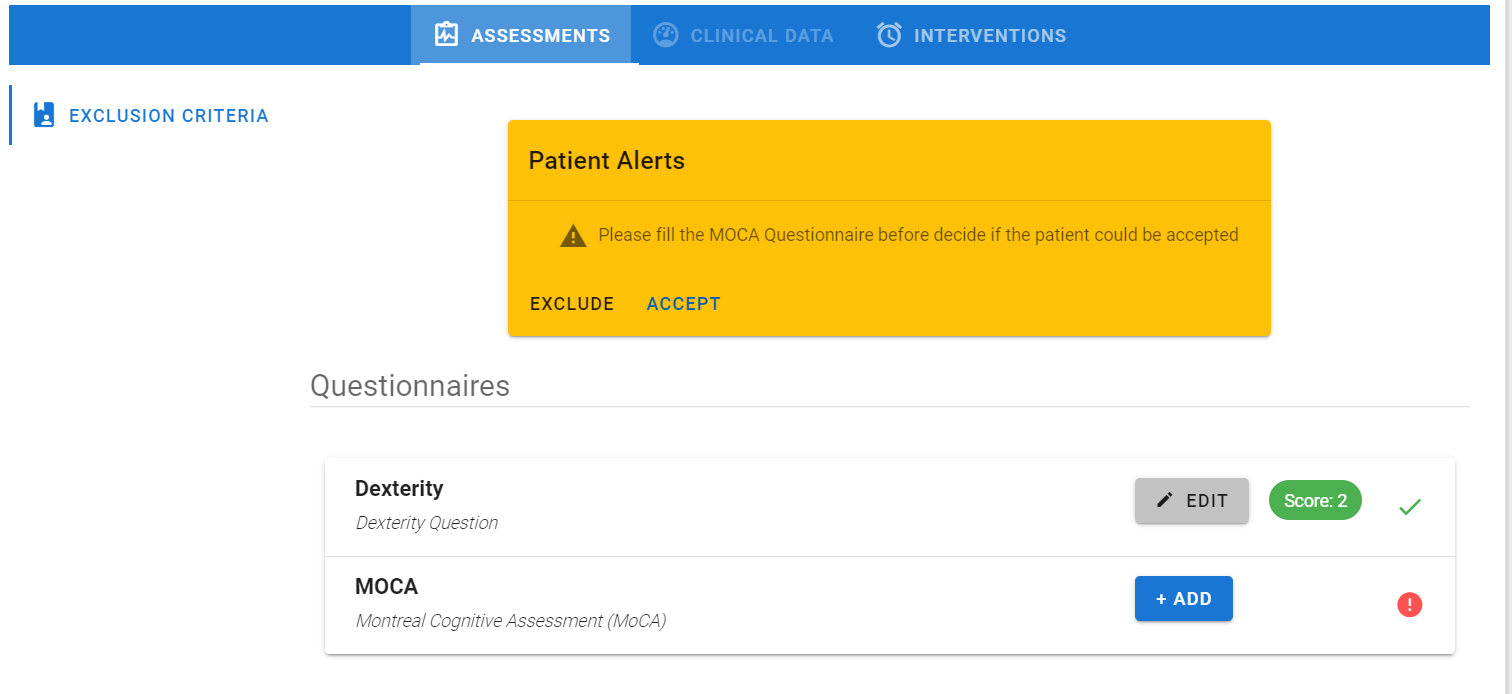 ASSESSMENTS
CLINICAL DATA
INTERVENTIONS
EXCLUSION CRITERIA
Patient Alerts
Please fill the MOCA Questionnaire before decide if the patient could be accepted
EXCLUDE
ACCEPT
Questionnaires
Dexterity
Dexterity Question
EDIT
Score: 2
MOCA
Montreal Cognitive Assessment (MoCA)
+ ADD